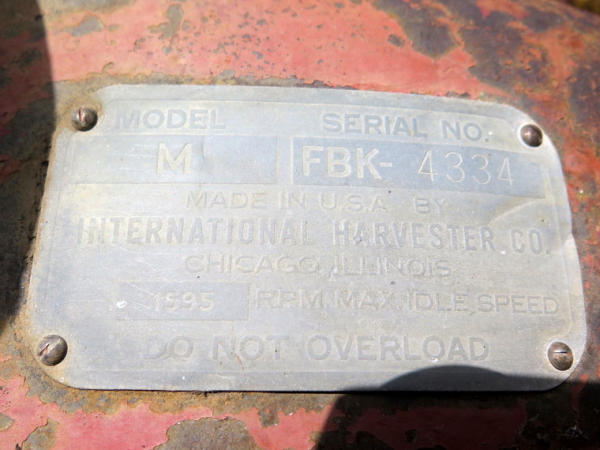 MODEL SERIAL NO.
M FBK- 4334
MADE IN U.S.A. BY
INTERNATIONAL HARVESTER CO.
CHICAGO, ILLINOIS
1595 RPM MAX. IDLE SPEED
DO NOT OVERLOAD